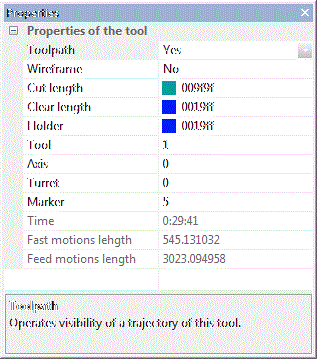 Properties
Properties of the tool
Toolpath Yes
Wireframe No
Cut length 009f9f
Clear length 0019ff
Holder 0019ff
Tool 1
Axis 0
Turret 0
Marker 5
Time 0:29:41
Fast motions lehgth 545.131032
Feed motions lehgth 3023.094958
Toolpath
Operates visibility of a trajectory of this tool.